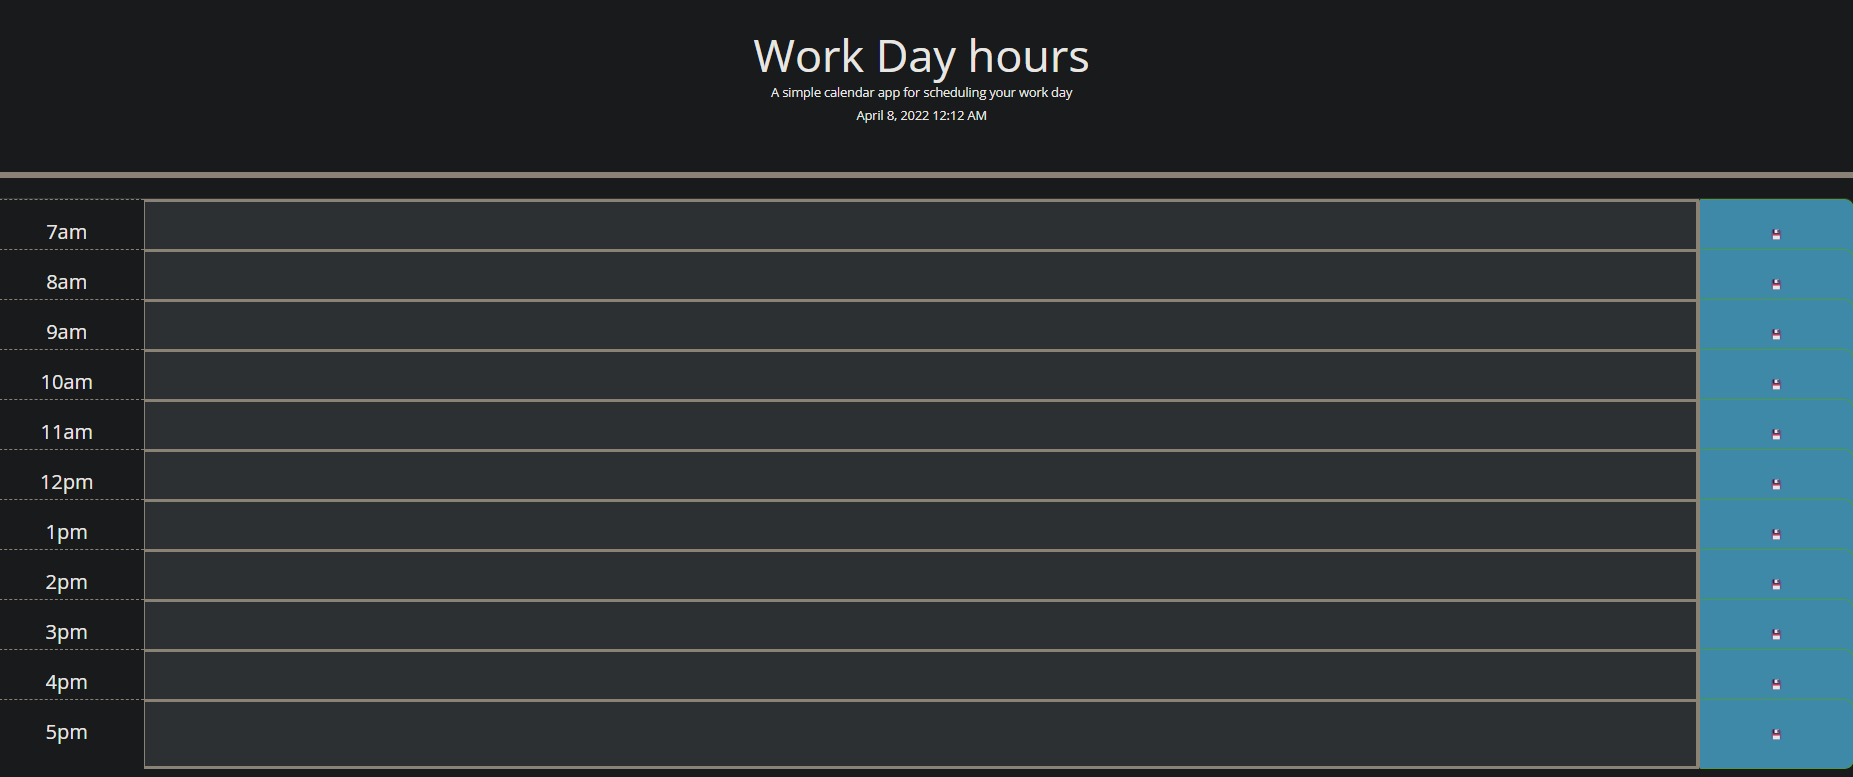 Work Day hours
A simple calendar app for scheduling your work day
April 8, 2022 12:12 AM
7am
8am
9am
10am
11am
12pm
1pm
2pm
3pm
4pm
5pm